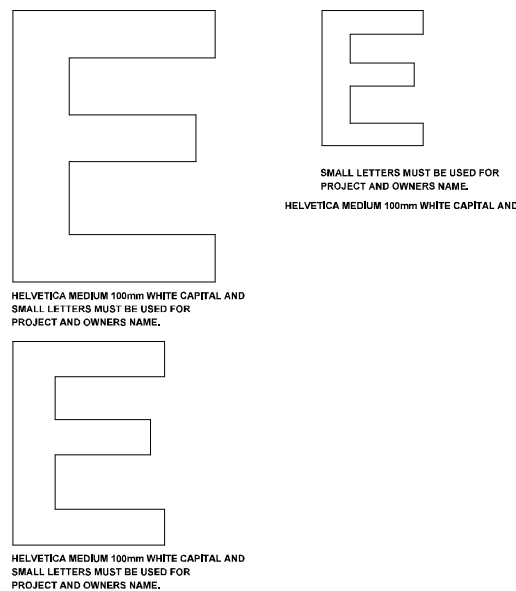 E
E
SMALL LETTERS MUST BE USED FOR
PROJECT AND OWNERS NAME.
HELVETICA MEDIUM 100mm WHITE CAPITAL AND
HELVETICA MEDIUM 100mm WHITE CAPITAL AND
SMALL LETTERS MUST BE USED FOR
PROJECT AND OWNERS NAME.
E
HELVETICA MEDIUM 100mm WHITE CAPITAL AND
SMALL LETTERS MUST BE USED FOR
PROJECT AND OWNERS NAME.